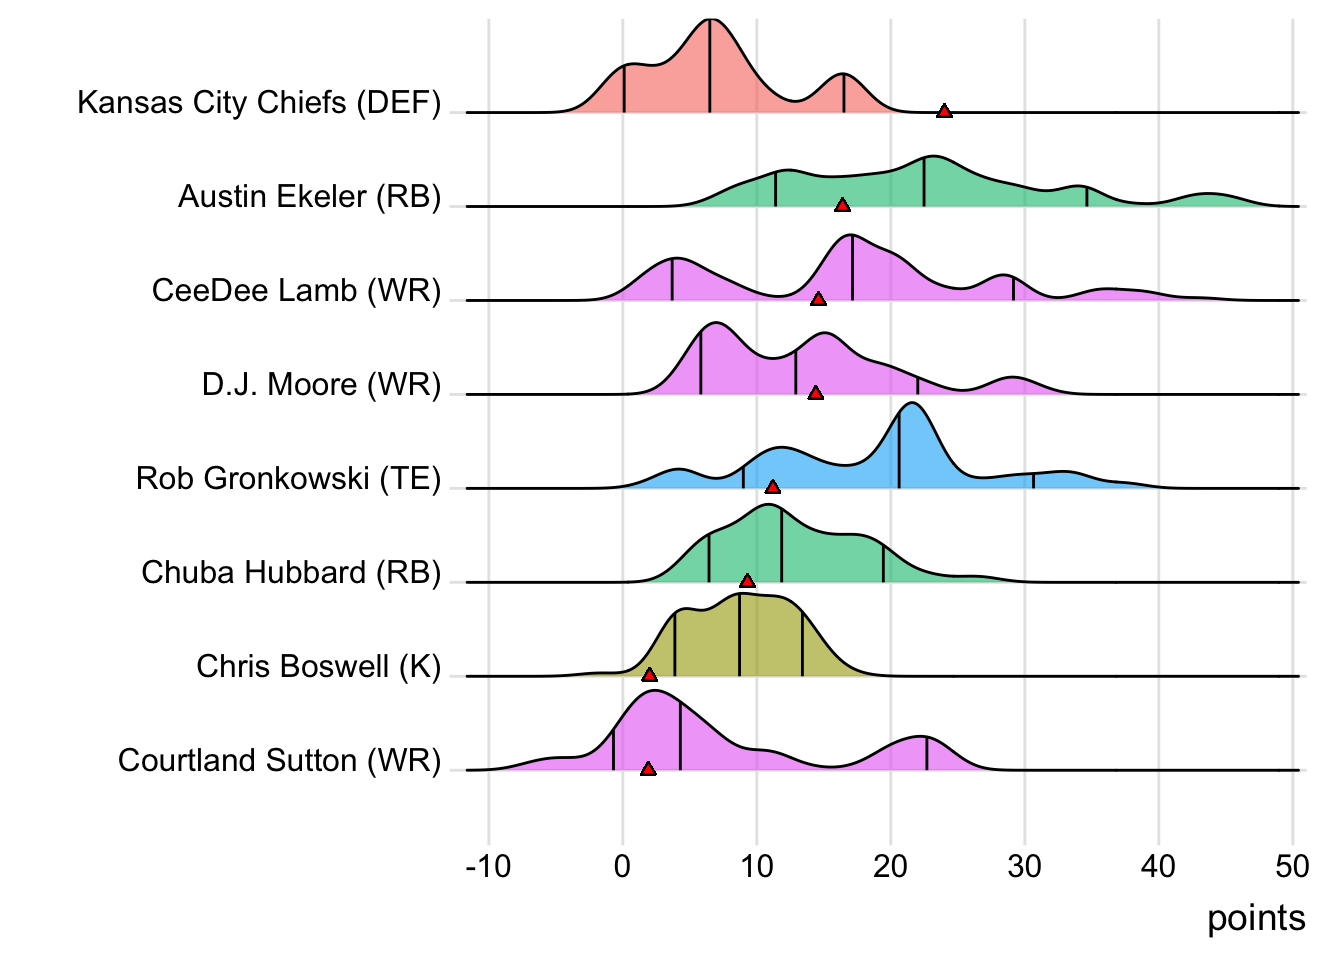 Kansas City Chiefs (DEF)
Austin Ekeler (RB)
CeeDee Lamb (WR)
D.J. Moore (WR)
Rob Gronkowski (TE)
Chuba Hubbard (RB)
Chris Boswell (K)
Courtland Sutton (WR)
-10 0 10 20 30 40 50
points